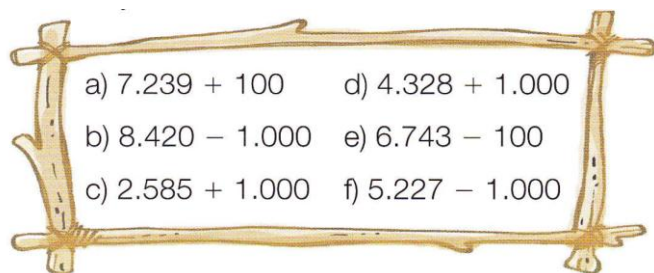 a) 7.239 + 100 d) 4.328 + 1.000
b) 8.420 − 1.000 e) 6.743 − 100
c) 2.585 + 1.000 f) 5.227 − 1.000